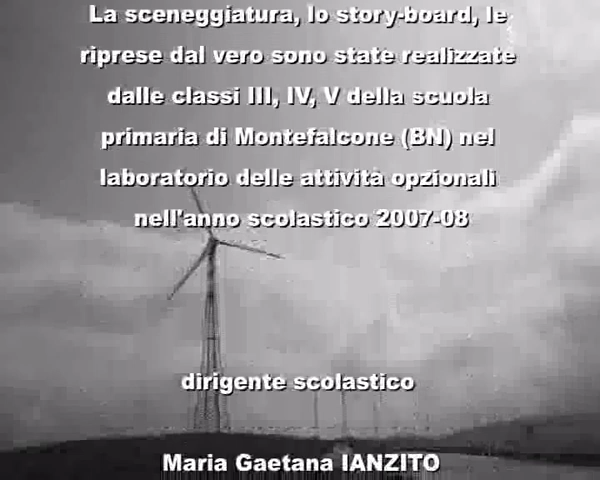 La sceneggiatura, lo story-board, le
riprese dal vero sono state realizzate
dalle classi III, IV, V della scuola
primaria di Montefalcone (BN) nel
laboratorio delle attività opzionali
nell'anno scolastico 2007-08
dirigente scolastico
Maria Gaetana IANZITO